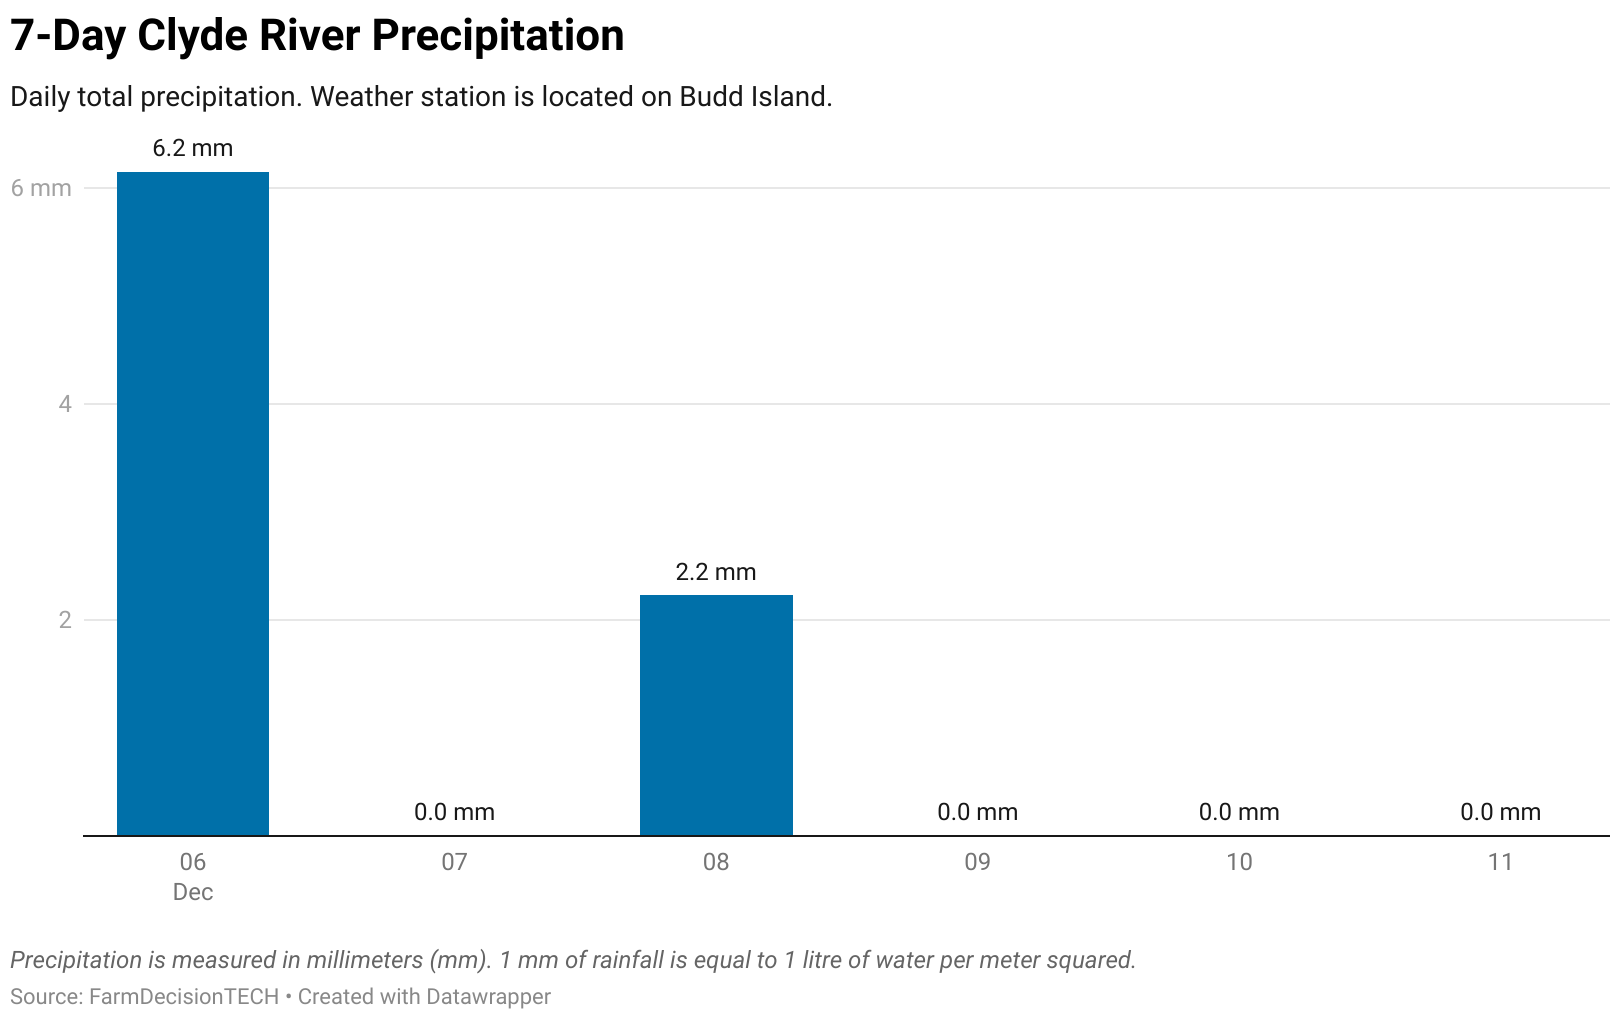 7-Day Clyde River Precipitation
Daily total precipitation. Weather station is located on Budd Island.
6.2 mm
6 mm
4
2.2 mm
2
0.0 mm
0.0 mm
0.0 mm
0.0 mm
06
07
08
09
10
11
Dec
Precipitation is measured in millimeters (mm). 1 mm of rainfall is equal to 1 litre of water per meter squared.
Source: FarmDecisionTECH • Created with Datawrapper